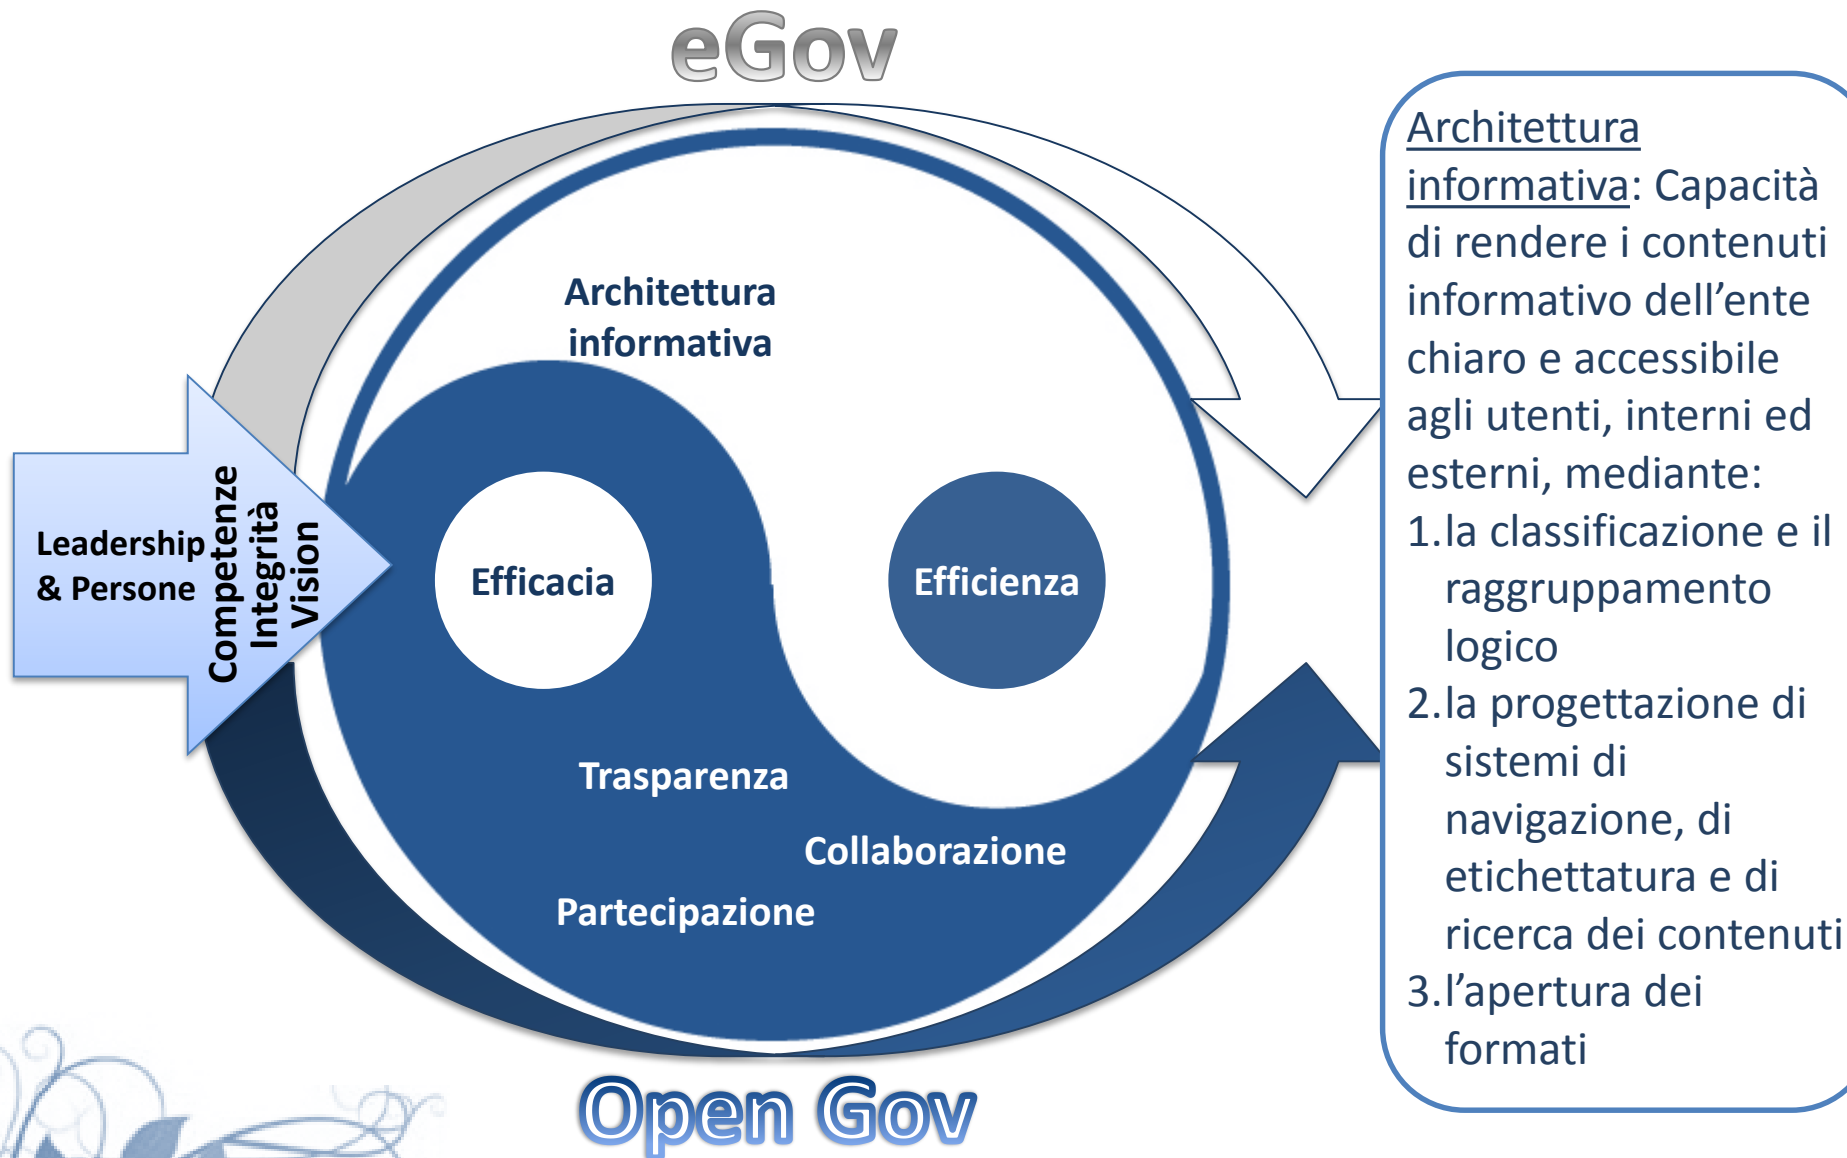 eGov
Architettura
informativa
Leadership
& Persone
Competenze
Integrità
Vision
Efficacia
Efficienza
Trasparenza
Collaborazione
Partecipazione
Open Gov
Architettura
informativa: Capacità
di rendere i contenuti
informativo dell’ente
chiaro e accessibile
agli utenti, interni ed
esterni, mediante:
1.la classificazione e il
raggruppamento
logico
2.la progettazione di
sistemi di
navigazione, di
etichettatura e di
ricerca dei contenuti
3.l’apertura dei
formati